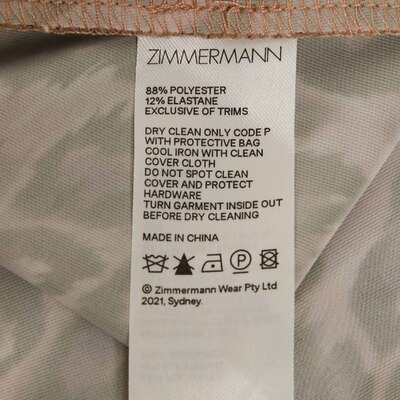 ZIMMERMANN
88% POLYESTER
12% ELASTANE
EXCLUSIVE OF TRIMS
DRY CLEAN ONLY CODE P
WITH PROTECTIVE BAG
COOL IRON WITH CLEAN
COVER CLOTH
DO NOT SPOT CLEAN
COVER AND PROTECT
HARDWARE
TURN GARMENT INSIDE OUT
BEFORE DRY CLEANING
MADE IN CHINA
P
© Zimmermann Wear Pty Ltd
2021, Sydney.